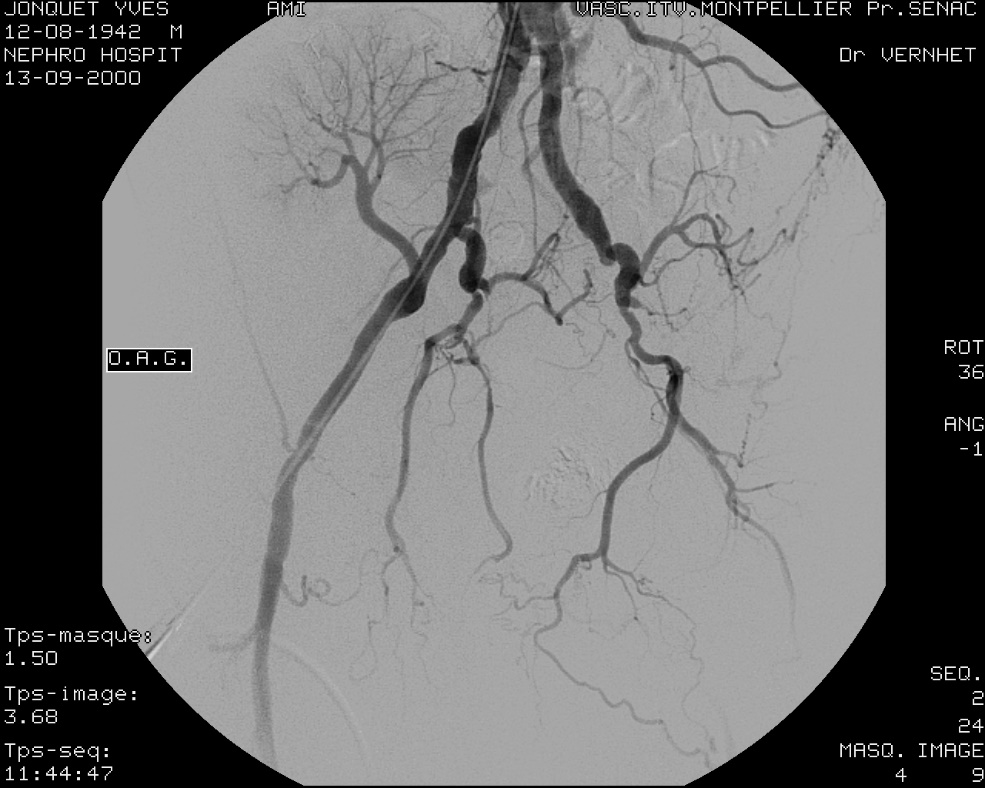 JONQUET YVES
AMI
VASC.ITV.MONTPELLIER Pr.SENAC
12-08-1942 M
NEPHRO HOSPIT
Dr VERNHET
13-09-2000
O.A.G.
ROT
36
ANG
-1
Tps-masque:
1.50
Tps-image:
3.68
Tps-seq:
11:44:47
SEQ.
2
24
MASQ. IMAGE
4 9